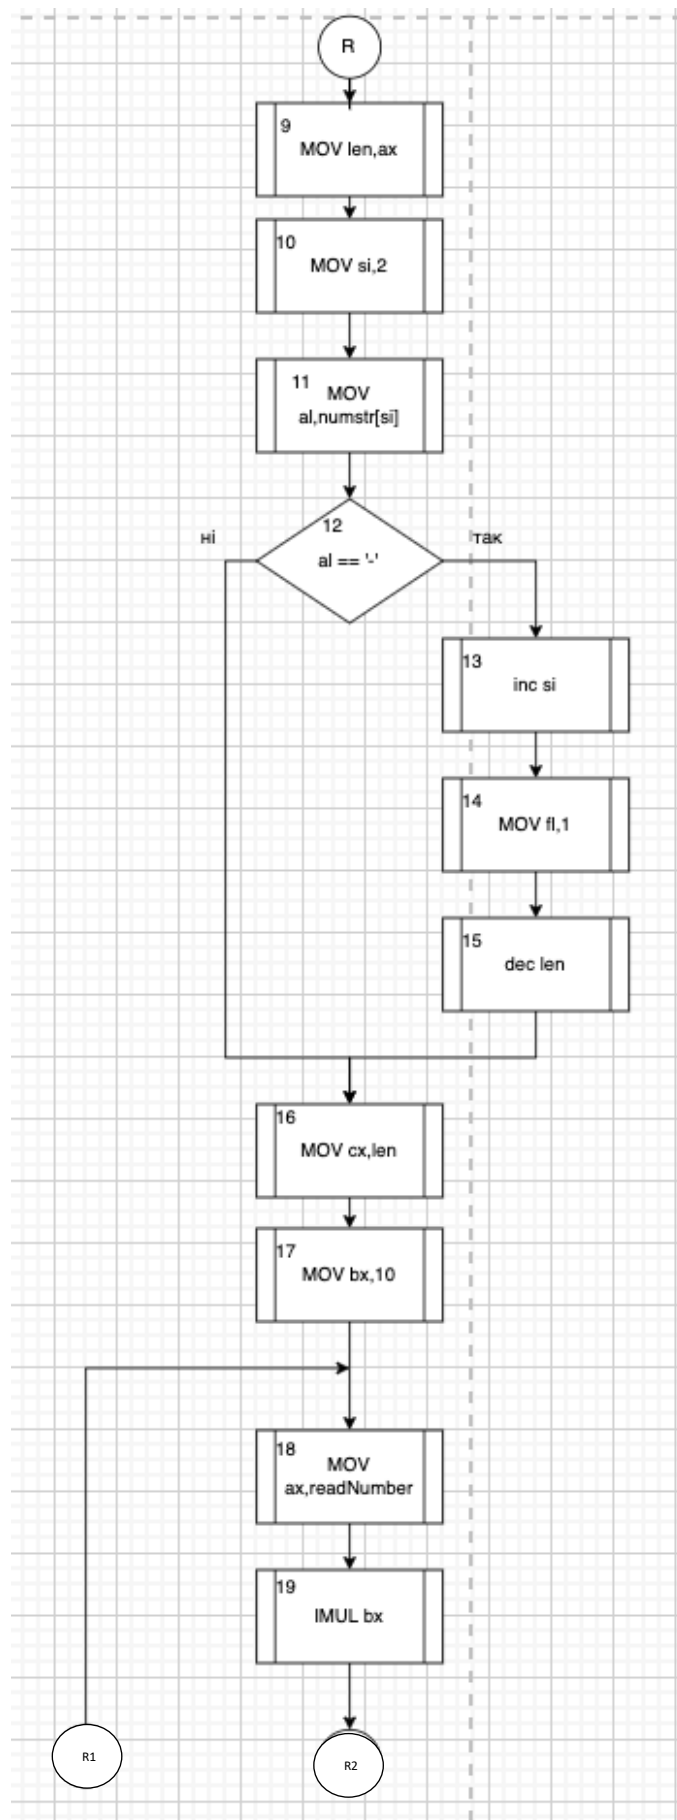 R
9
MOV len,ax
10
MOV si,2
11
MOV
al,numstr[si]
12
ні
так
al == '-'
13
inc si
14
MOV fl,1
15
dec len
16
MOV cx,len
17
MOV bx,10
18
MOV
ax,readNumber
19
IMUL bx
R1
R2